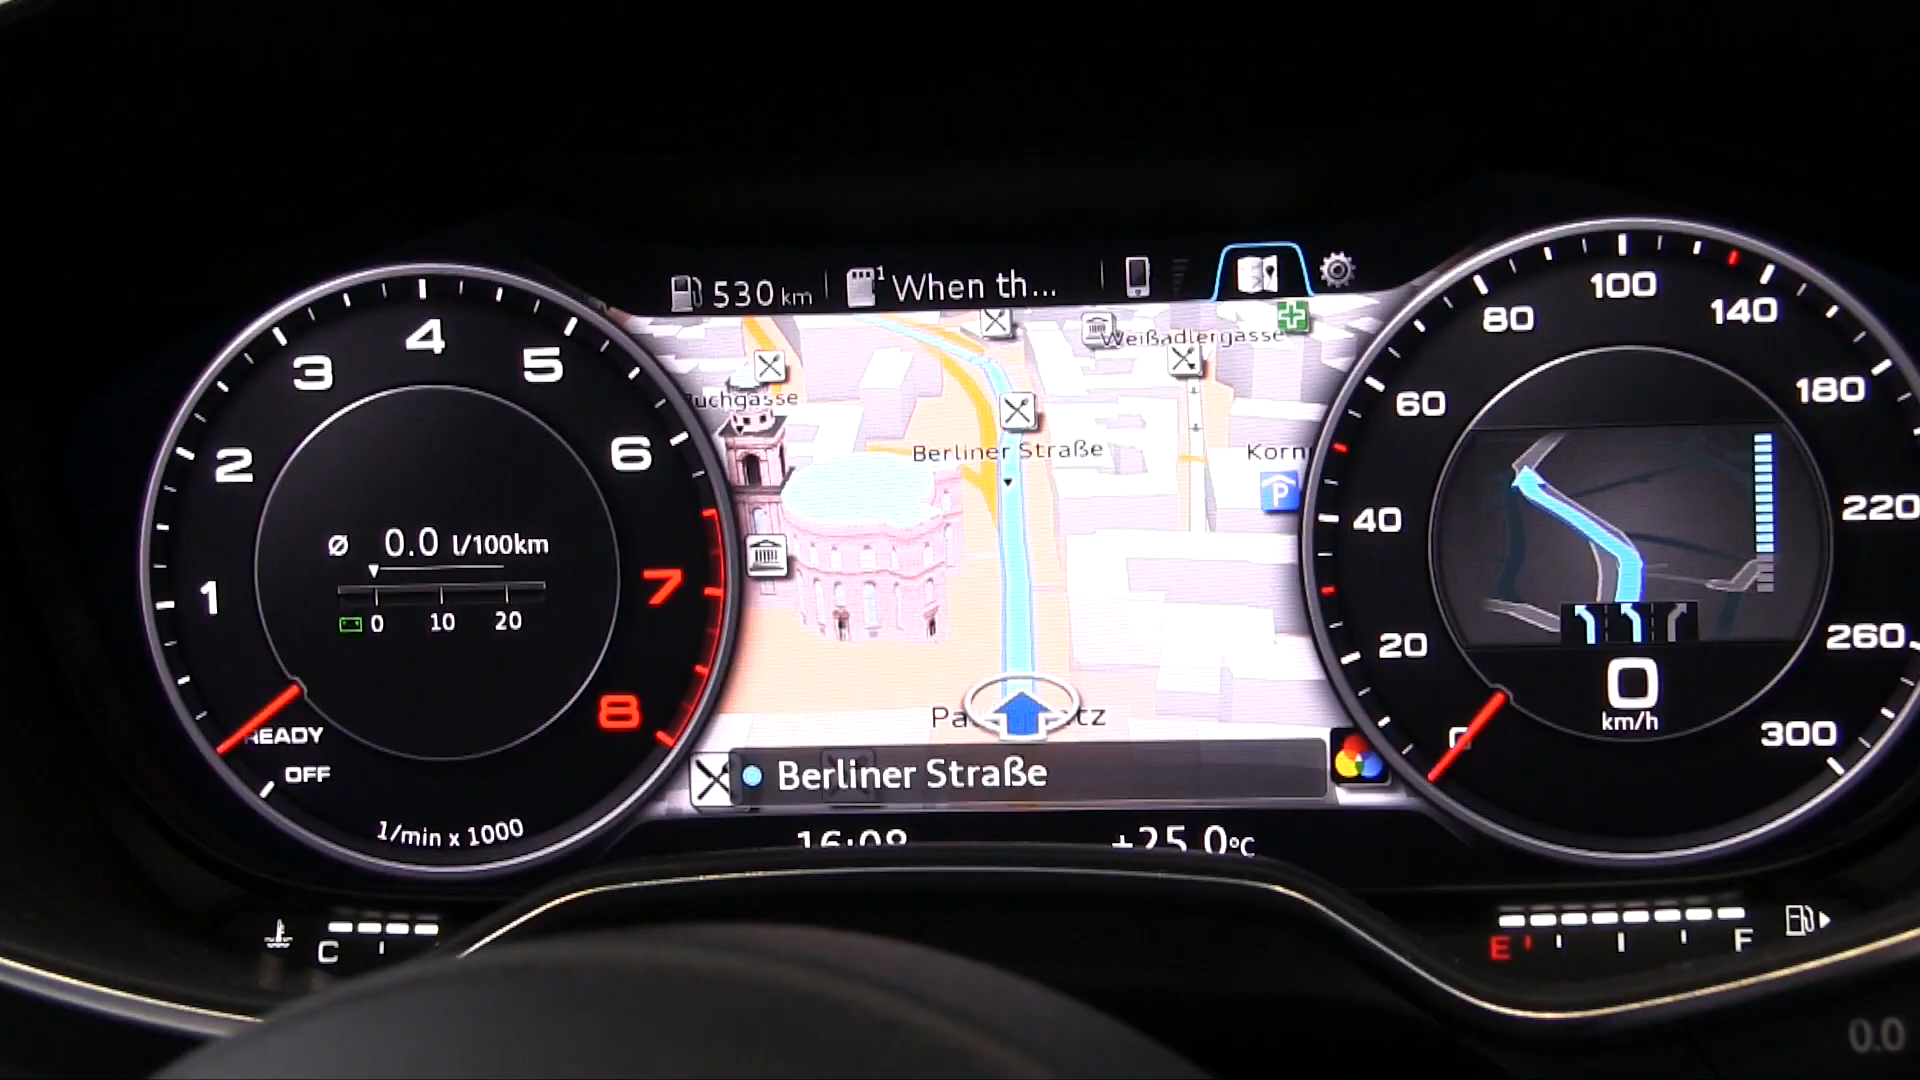 530 km
1 When th...
Weißadlergasse
uchgasse
Berliner Straße
Korn
P
Berliner Straße
16:08
+25.0°C
1
2
3
4
5
6
7
8
Ø 0.0 l/100km
0 10 20
READY
OFF
1/min x 1000
20
40
60
80
100
140
180
220
260
300
0
km/h
C
E
F
0.0